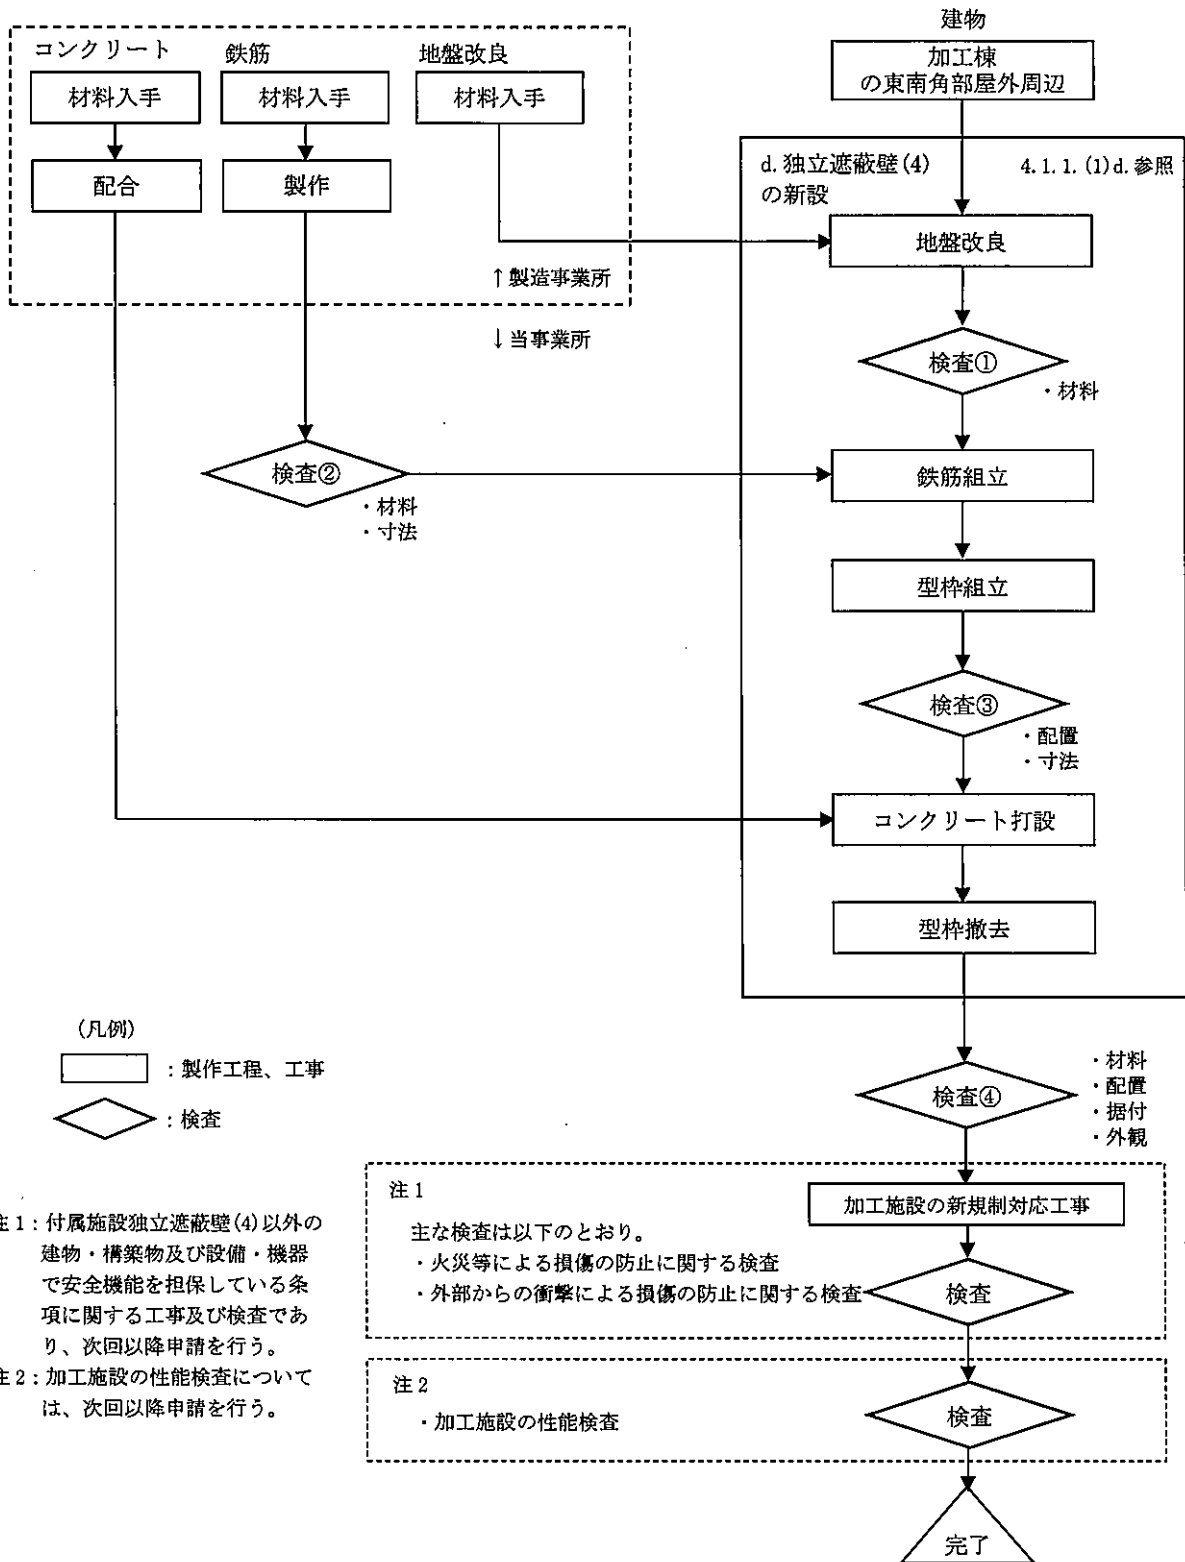 建物
加工棟
の東南角部屋外周辺
コンクリート
鉄筋
地盤改良
材料入手
材料入手
材料入手
配合
製作
↑製造事業所
↓当事業所
d. 独立遮蔽壁(4)
の新設
4.1.1.(1)d.参照
地盤改良
検査①
・材料
検査②
・材料
・寸法
鉄筋組立
型枠組立
検査③
・配置
・寸法
コンクリート打設
型枠撤去
検査④
・材料
・配置
・据付
・外観
(凡例)
：製作工程、工事
：検査
注1
加工施設の新規制対応工事
主な検査は以下のとおり。
・火災等による損傷の防止に関する検査
・外部からの衝撃による損傷の防止に関する検査
検査
注2
・加工施設の性能検査
検査
完了
注1：付属施設独立遮蔽壁(4)以外の
建物・構築物及び設備・機器
で安全機能を担保している条
項に関する工事及び検査であ
り、次回以降申請を行う。
注2：加工施設の性能検査について
は、次回以降申請を行う。